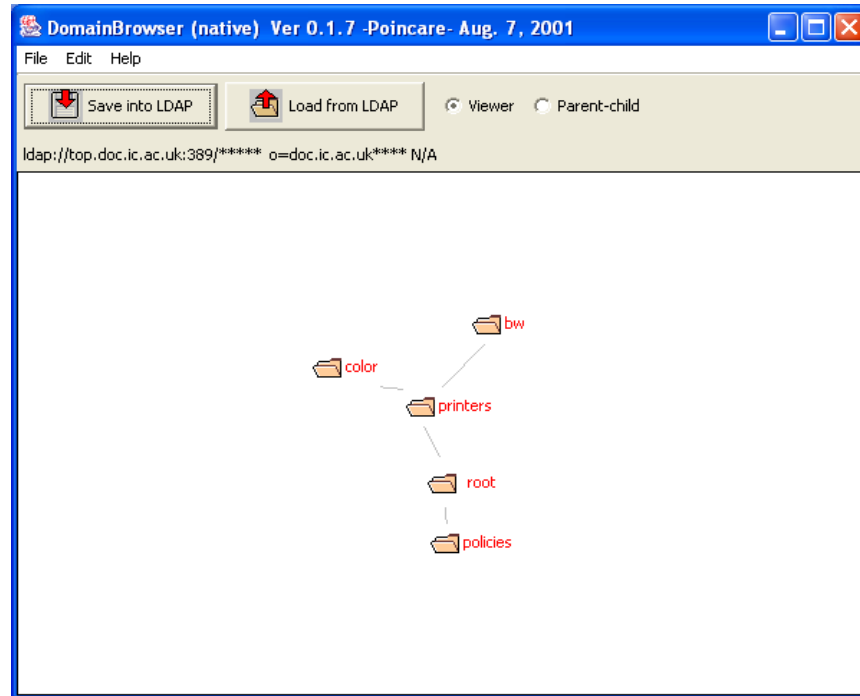 DomainBrowser (native) Ver 0.1.7 -Poincare- Aug. 7, 2001
File Edit Help
Save into LDAP Load from LDAP Viewer Parent-child
ldap://top.doc.ic.ac.uk:389/***** o=doc.ic.ac.uk**** N/A
bw
color
printers
root
policies